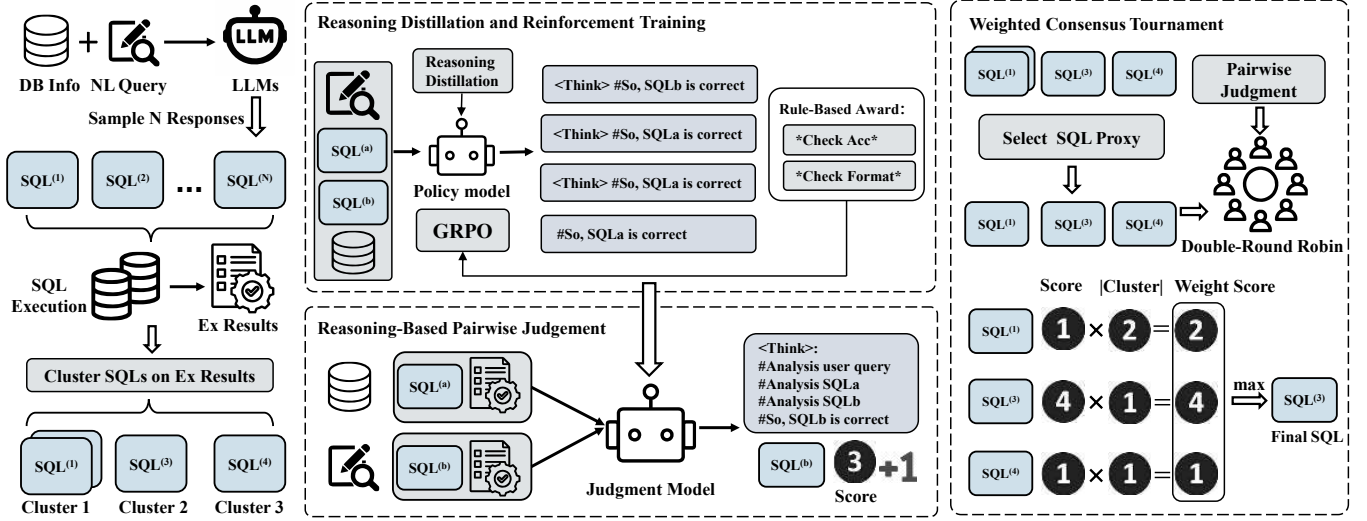 DB Info
NL Query
LLM
LLMs
Sample N Responses
SQL(1)
SQL(2)
...
SQL(N)
SQL
Execution
Ex Results
Cluster SQLs on Ex Results
SQL(1)
SQL(3)
SQL(4)
Cluster 1
Cluster 2
Cluster 3
Reasoning Distillation and Reinforcement Training
SQL(a)
SQL(b)
Reasoning
Distillation
Policy model
GRPO
<Think> #So, SQLb is correct
<Think> #So, SQLa is correct
<Think> #So, SQLa is correct
#So, SQLa is correct
Rule-Based Award:
*Check Acc*
*Check Format*
Reasoning-Based Pairwise Judgement
SQL(a)
SQL(b)
Judgment Model
<Think>:
#Analysis user query
#Analysis SQLa
#Analysis SQLb
#So, SQLb is correct
SQL(b)
3 +1
Score
Weighted Consensus Tournament
SQL(1)
SQL(3)
SQL(4)
Pairwise
Judgment
Select SQL Proxy
SQL(1)
SQL(3)
SQL(4)
Double-Round Robin
Score |Cluster| Weight Score
SQL(1) 1 × 2 = 2
SQL(3) 4 × 1 = 4
SQL(4) 1 × 1 = 1
max
SQL(3)
Final SQL